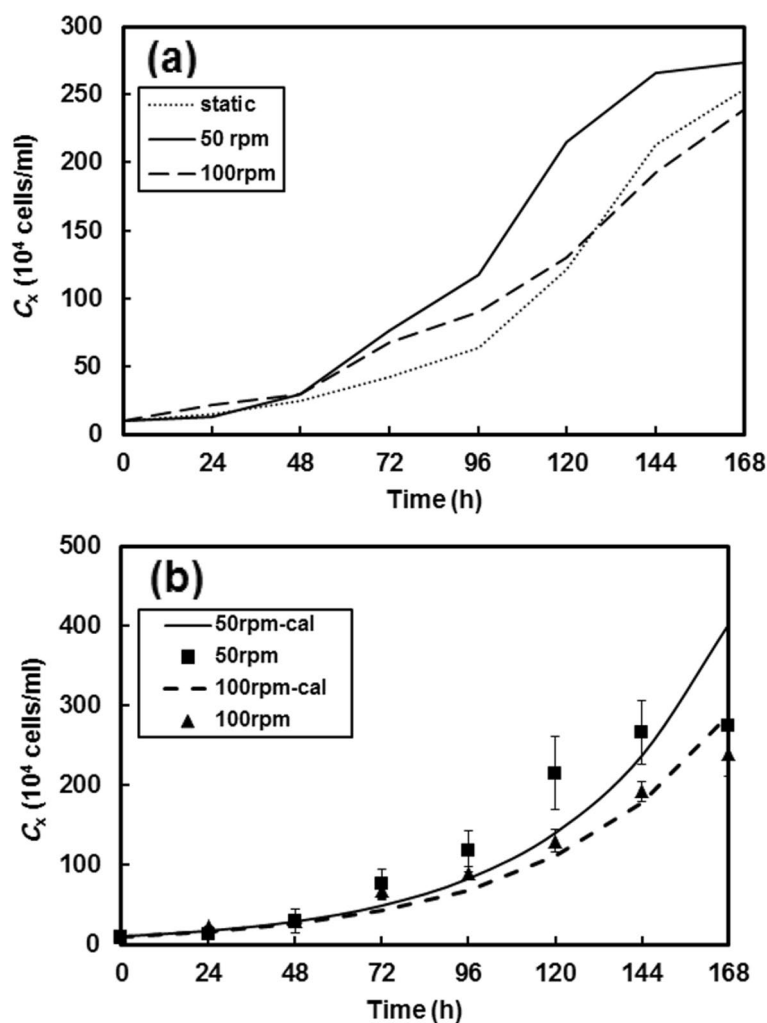 300
(a)
250
static
50 rpm
200
100rpm
150
100
50
0
Cₓ (10⁴ cells/ml)
0 24 48 72 96 120 144 168
Time (h)
500
(b)
400
50rpm-cal
50rpm
300
100rpm-cal
100rpm
200
100
0
Cₓ (10⁴ cells/ml)
0 24 48 72 96 120 144 168
Time (h)